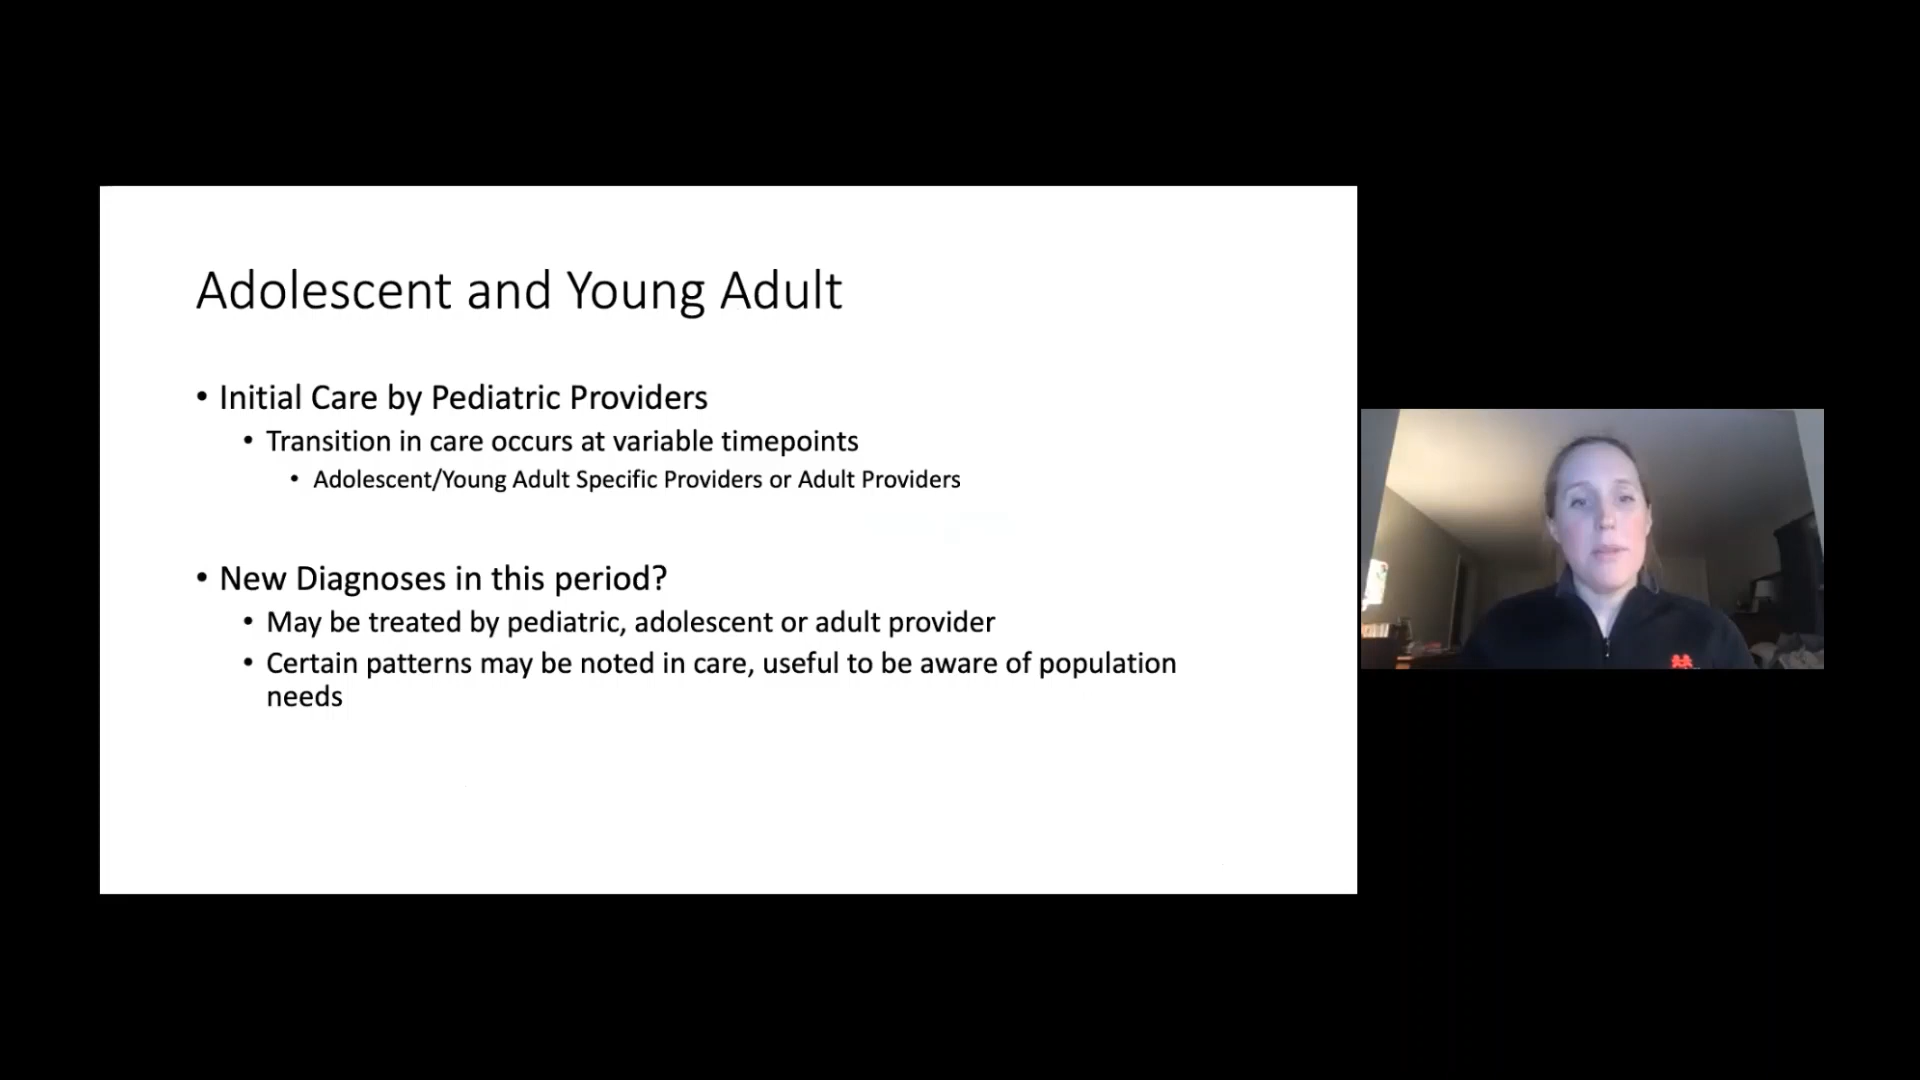 Adolescent and Young Adult
• Initial Care by Pediatric Providers
• Transition in care occurs at variable timepoints
• Adolescent/Young Adult Specific Providers or Adult Providers
• New Diagnoses in this period?
• May be treated by pediatric, adolescent or adult provider
• Certain patterns may be noted in care, useful to be aware of population
needs